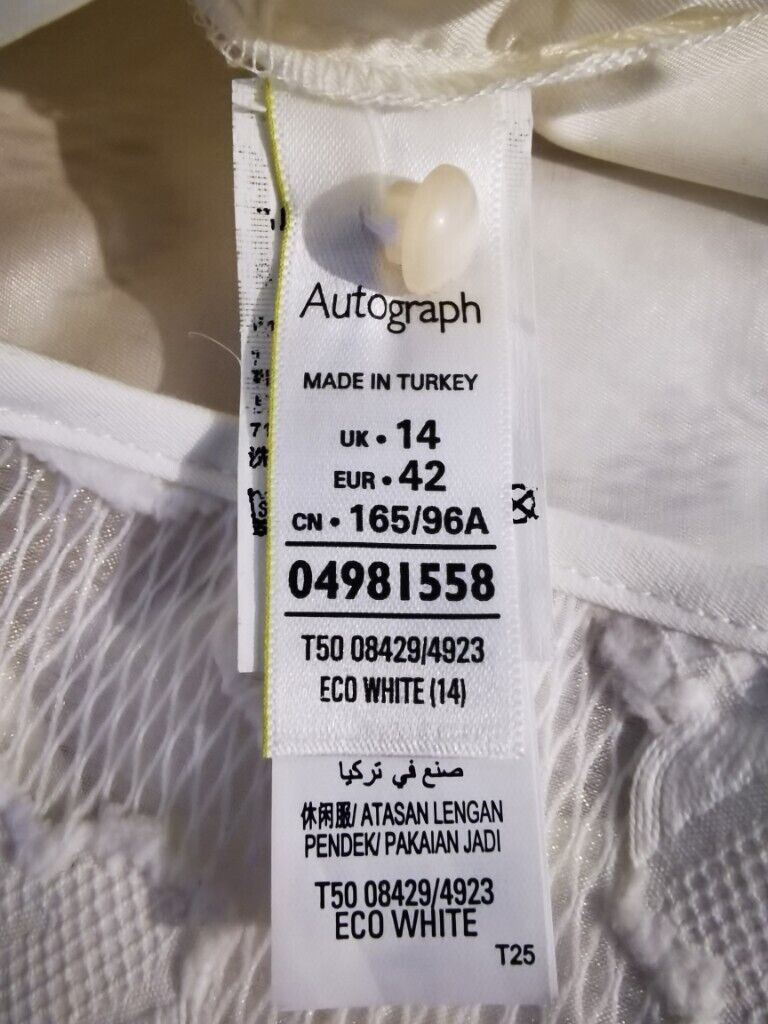 Autograph
MADE IN TURKEY
UK • 14
EUR • 42
CN • 165/96A
04981558
T50 08429/4923
ECO WHITE (14)
صنع في تركيا
休闲服/ ATASAN LENGAN
PENDEK/ PAKAIAN JADI
T50 08429/4923
ECO WHITE
T25